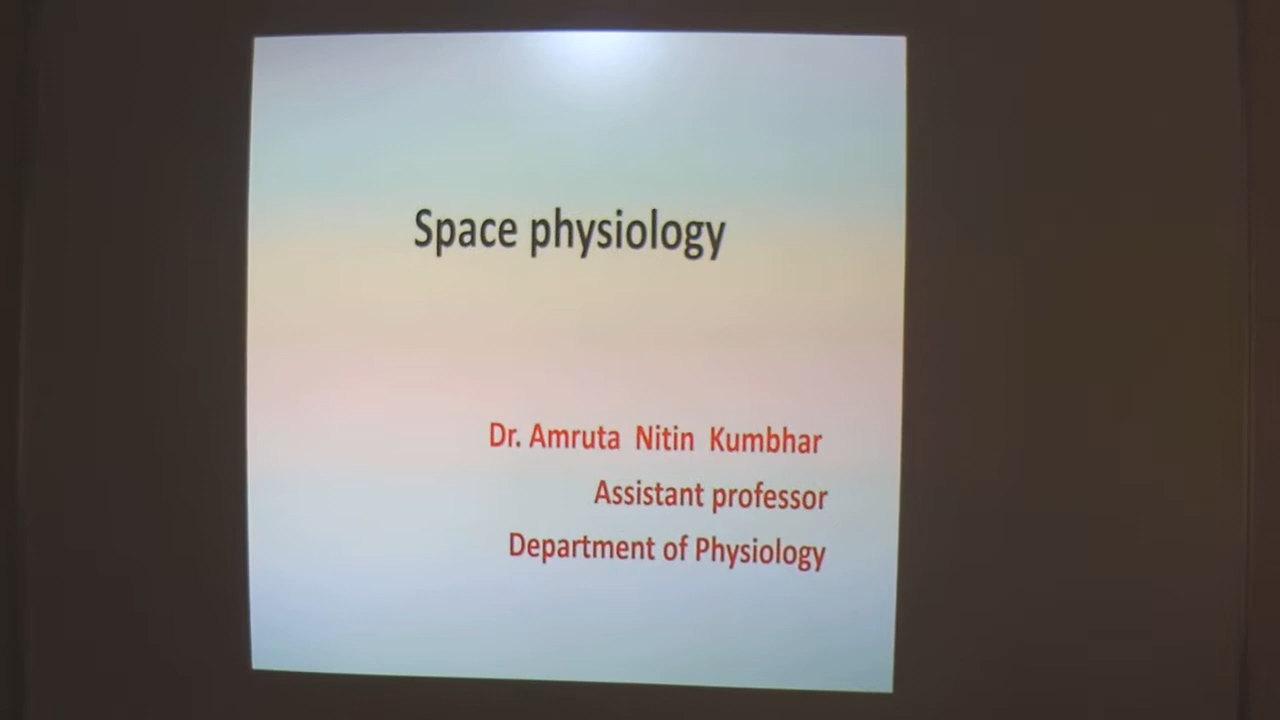 Space physiology
Dr. Amruta Nitin Kumbhar
Assistant professor
Department of Physiology